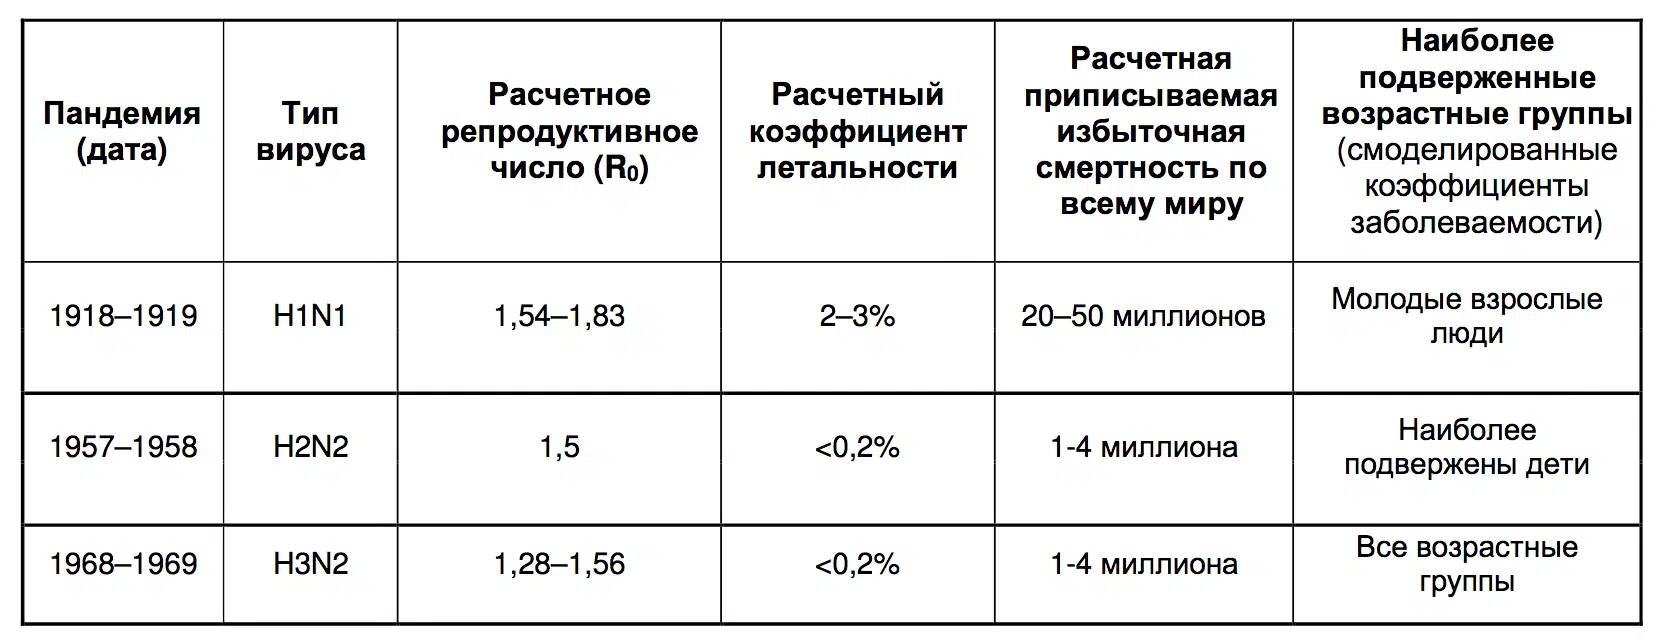 Пандемия
(дата)
Тип
вируса
Расчетное
репродуктивное
число (R₀)
Расчетный
коэффициент
летальности
Расчетная
приписываемая
избыточная
смертность по
всему миру
Наиболее
подверженные
возрастные группы
(смоделированные
коэффициенты
заболеваемости)
1918–1919
H1N1
1,54–1,83
2–3%
20–50 миллионов
Молодые взрослые
люди
1957–1958
H2N2
1,5
<0,2%
1-4 миллиона
Наиболее
подвержены дети
1968–1969
H3N2
1,28–1,56
<0,2%
1-4 миллиона
Все возрастные
группы